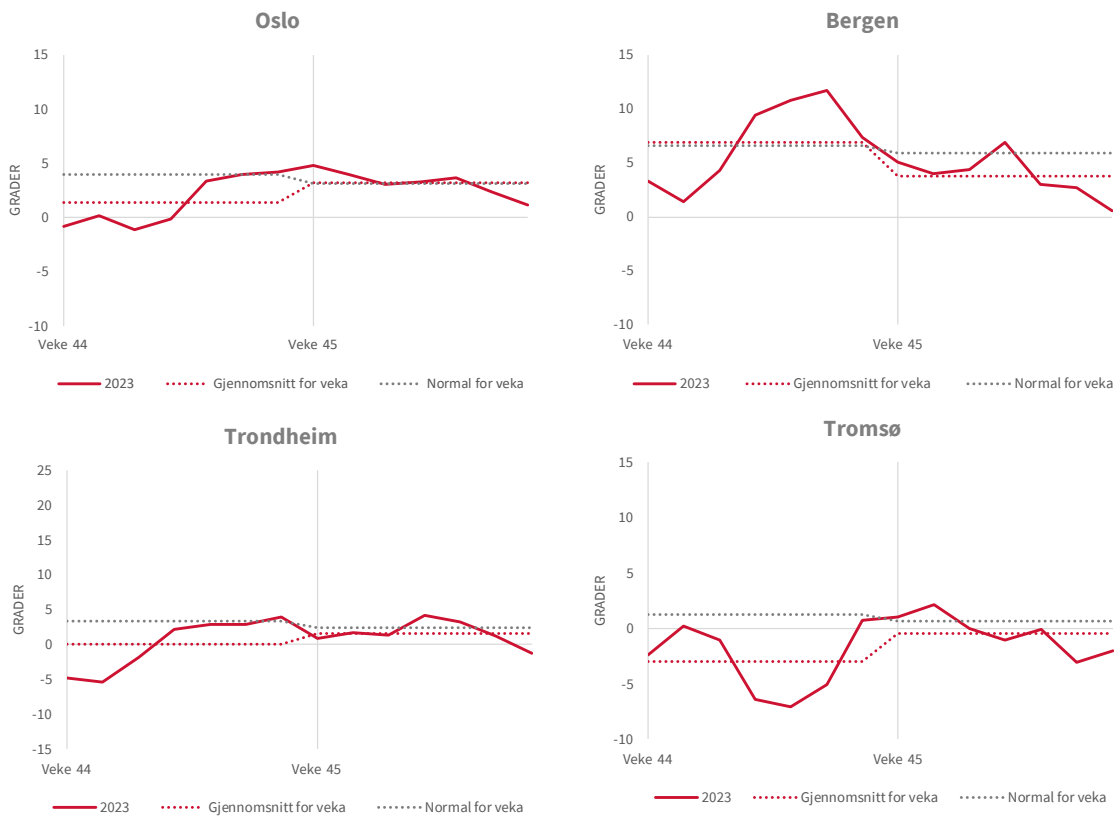 Oslo
15
10
5
0
-5
-10
GRADER
Veke 44
Veke 45
2023
Gjennomsnitt for veka
Normal for veka
Bergen
15
10
5
0
-5
-10
GRADER
Veke 44
Veke 45
2023
Gjennomsnitt for veka
Normal for veka
Trondheim
25
20
15
10
5
0
-5
-10
-15
GRADER
Veke 44
Veke 45
2023
Gjennomsnitt for veka
Normal for veka
Tromsø
15
10
5
0
-5
-10
GRADER
Veke 44
Veke 45
2023
Gjennomsnitt for veka
Normal for veka